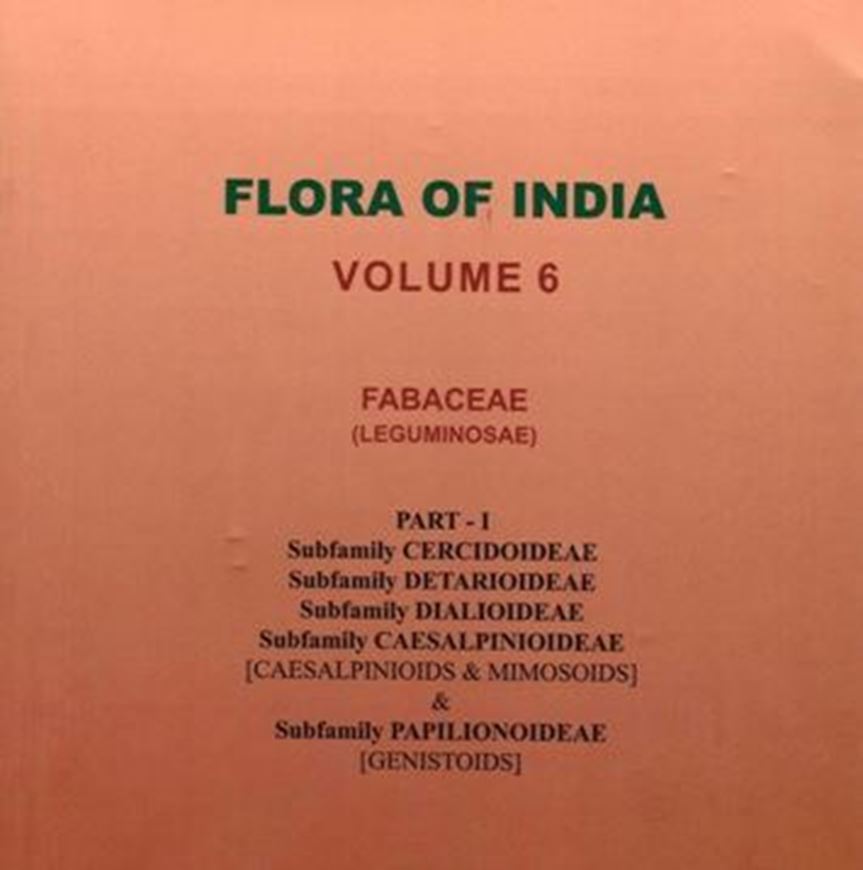 FLORA OF INDIA
VOLUME 6
FABACEAE
(LEGUMINOSAE)
PART - I
Subfamily CERCIDOIDEAE
Subfamily DETARIOIDEAE
Subfamily DIALIOIDEAE
Subfamily CAESALPINIOIDEAE
[CAESALPINIOIDS & MIMOSOIDS]
&
Subfamily PAPILIONOIDEAE
[GENISTOIDS]